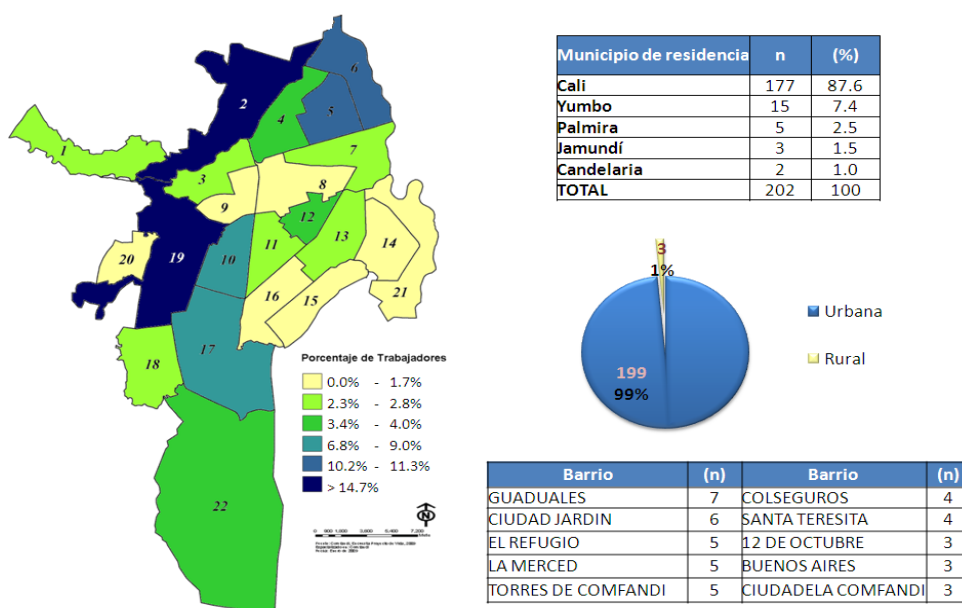 1
2
3
4
5
6
7
8
9
10
11
12
13
14
15
16
17
18
19
20
21
22
Porcentaje de Trabajadores
0.0% - 1.7%
2.3% - 2.8%
3.4% - 4.0%
6.8% - 9.0%
10.2% - 11.3%
> 14.7%
N
Municipio de residencia n (%)
Cali 177 87.6
Yumbo 15 7.4
Palmira 5 2.5
Jamundí 3 1.5
Candelaria 2 1.0
TOTAL 202 100
3
1%
199
99%
Urbana
Rural
Barrio (n) Barrio (n)
GUADUALES 7 COLSEGUROS 4
CIUDAD JARDIN 6 SANTA TERESITA 4
EL REFUGIO 5 12 DE OCTUBRE 3
LA MERCED 5 BUENOS AIRES 3
TORRES DE COMFANDI 5 CIUDADELA COMFANDI 3